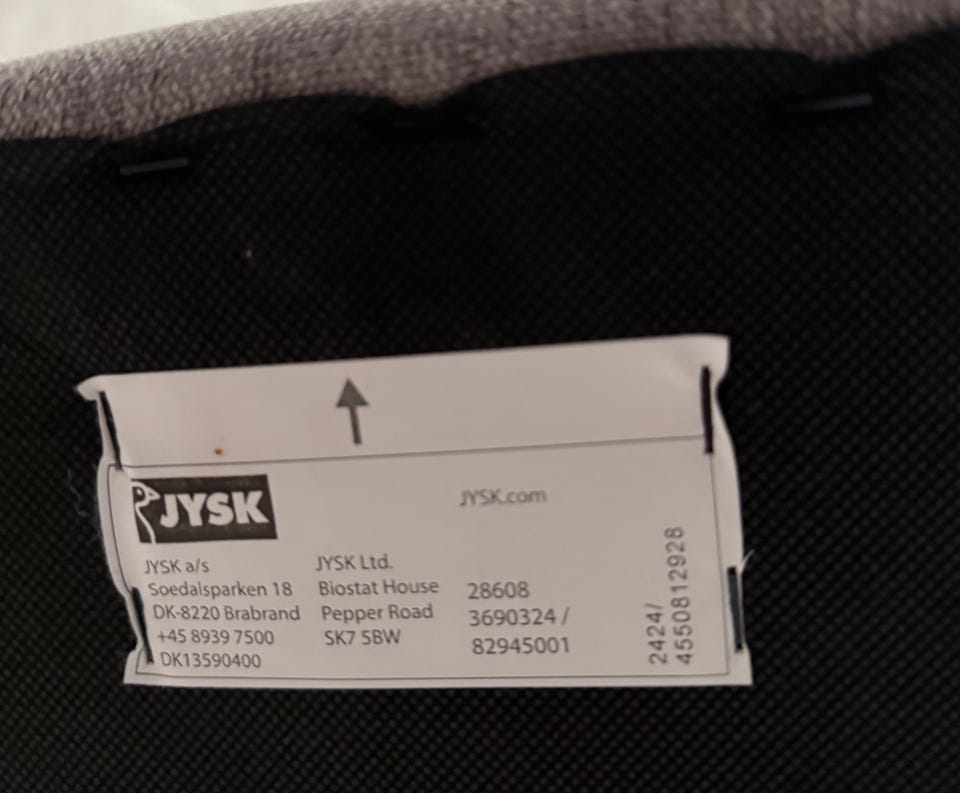 JYSK
JYSK.com
JYSK a/s
Soedalsparken 18
DK-8220 Brabrand
+45 8939 7500
DK13590400
JYSK Ltd.
Biostat House
Pepper Road
SK7 5BW
28608
3690324 /
82945001
2424/
4550812928